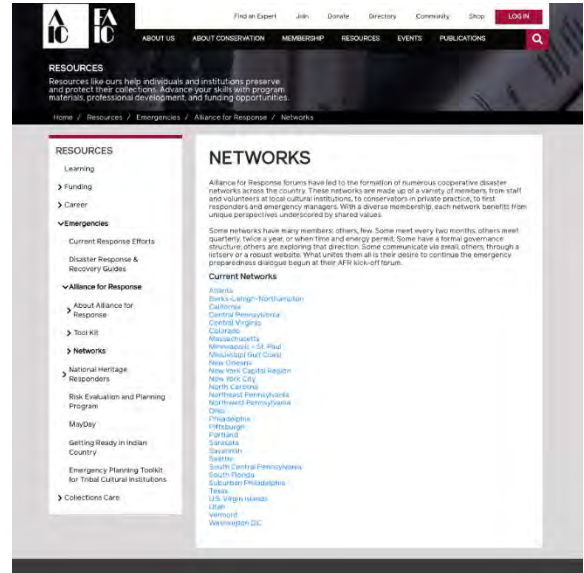 AIC
FAIC
Find an Expert Join Donate Directory Community Shop LOG IN
ABOUT US ABOUT CONSERVATION MEMBERSHIP RESOURCES EVENTS PUBLICATIONS
RESOURCES
Resources like ours help individuals and institutions preserve
and protect their collections. Advance your skills with program
materials, professional development, and funding opportunities.
Home / Resources / Emergencies / Alliance for Response / Networks
RESOURCES
Learning
Funding
Career
Emergencies
Current Response Efforts
Disaster Response &
Recovery Guides
Alliance for Response
About Alliance for
Response
Tool Kit
Networks
National Heritage
Responders
Risk Evaluation and Planning
Program
MayDay
Getting Ready in Indian
Country
Emergency Planning Toolkit
for Tribal Cultural Institutions
Collections Care
NETWORKS
Alliance for Response forums have led to the formation of numerous cooperative disaster
networks across the country. These networks are made up of a variety of members, from staff
and volunteers at local cultural institutions, to conservators in private practice, to first
responders and emergency managers. With a diverse membership, each network benefits from
unique perspectives underscored by shared values.
Some networks have many members; others, few. Some meet every two months, others meet
quarterly, twice a year, or when time and energy permit. Some have a formal governance
structure; others are exploring that direction. Some communicate via email, others, through a
listserv or a robust website. What unites them all is their desire to continue the emergency
preparedness dialogue begun at their AFR kick-off forum.
Current Networks
Atlanta
Berks-Lehigh-Northampton
California
Central Pennsylvania
Central Virginia
Colorado
Massachusetts
Minneapolis - St. Paul
Mississippi Gulf Coast
New Orleans
New York Capital Region
New York City
North Carolina
Northeast Pennsylvania
Northwest Pennsylvania
Ohio
Philadelphia
Pittsburgh
Portland
Sarasota
Savannah
Seattle
South Central Pennsylvania
South Florida
Suburban Philadelphia
Texas
U.S. Virgin Islands
Utah
Vermont
Washington DC